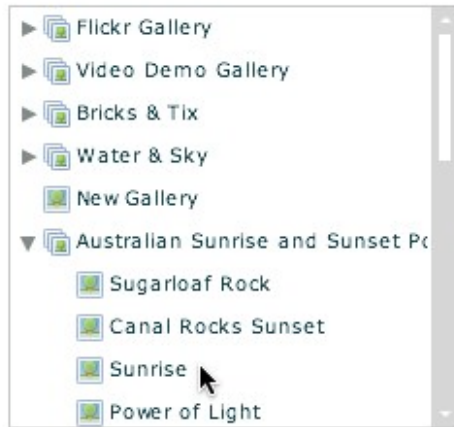 Flickr Gallery
Video Demo Gallery
Bricks & Tix
Water & Sky
New Gallery
Australian Sunrise and Sunset Po
Sugarloaf Rock
Canal Rocks Sunset
Sunrise
Power of Light